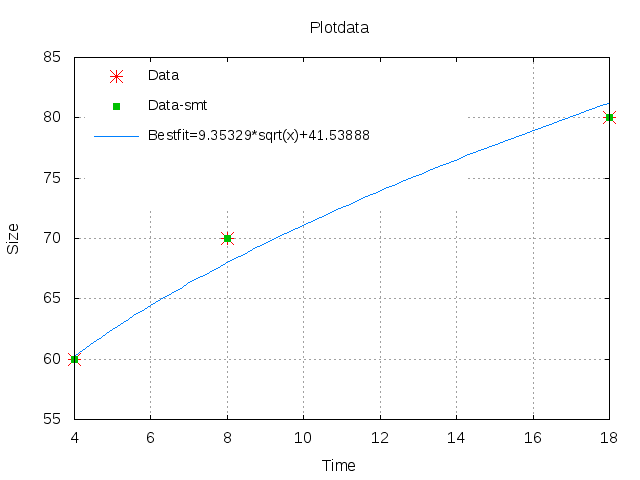 Plotdata
85
80
75
70
65
60
55
Size
Data
Data-smt
Bestfit=9.35329*sqrt(x)+41.53888
4 6 8 10 12 14 16 18
Time